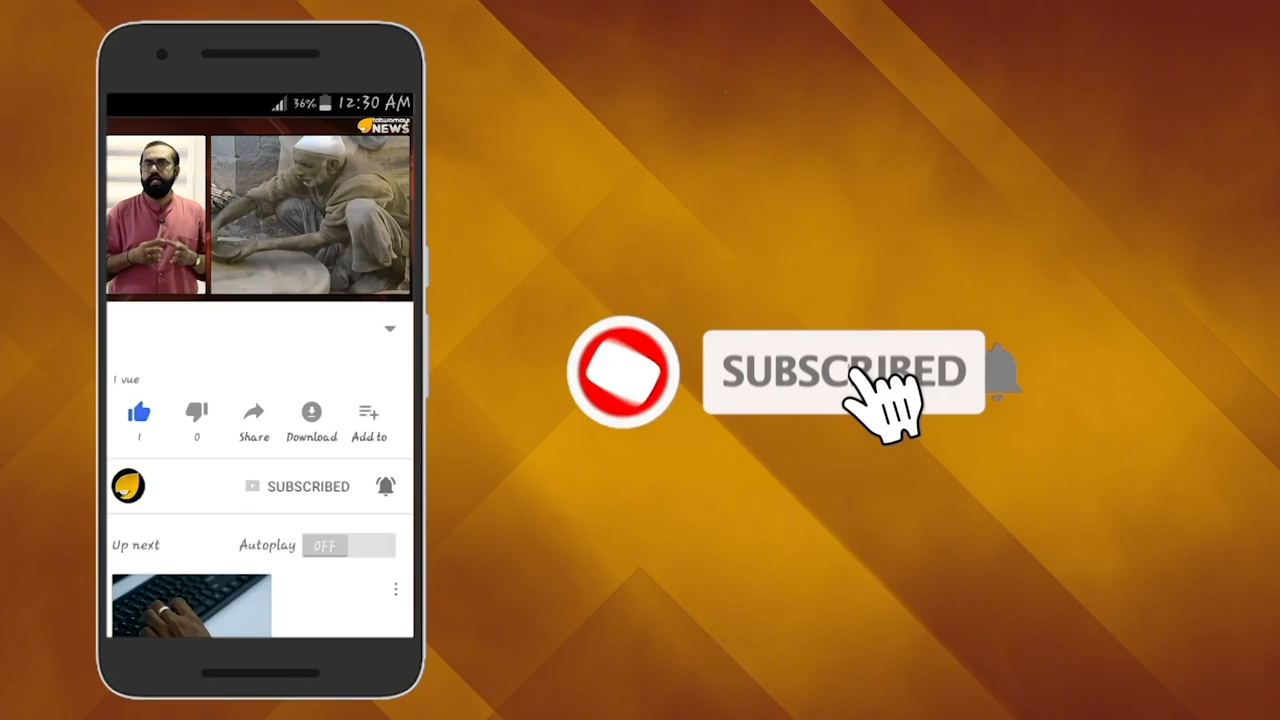 36% 12:30 AM
tatwamayi
NEWS
1 vue
1
0
Share
Download
Add to
SUBSCRIBED
Up next
Autoplay
OFF
SUBSCRIBED